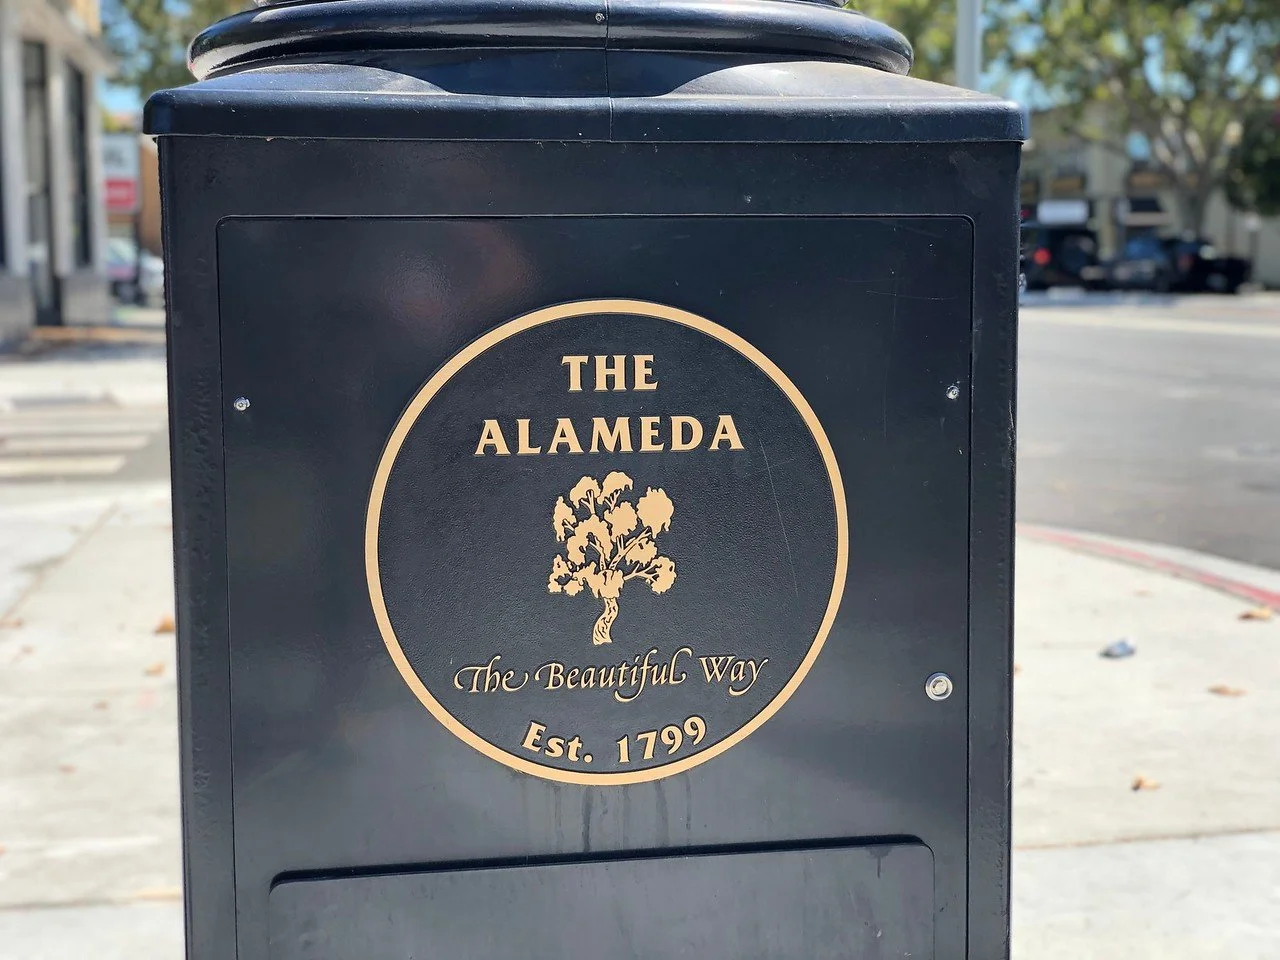 THE
ALAMEDA
The Beautiful Way
Est. 1799